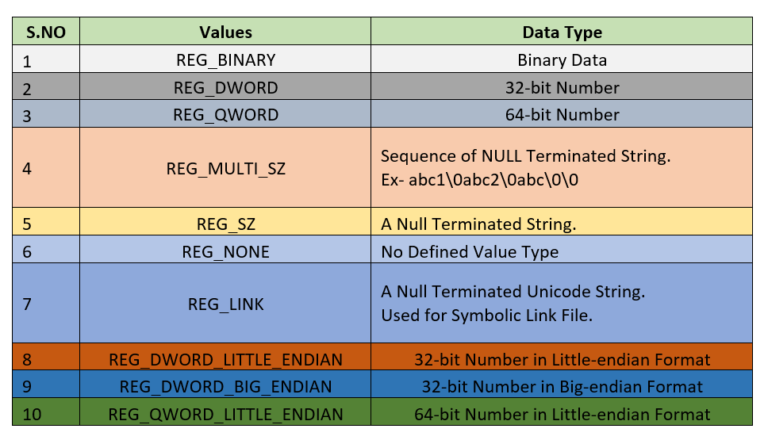 S.NO Values Data Type
1 REG_BINARY Binary Data
2 REG_DWORD 32-bit Number
3 REG_QWORD 64-bit Number
4 REG_MULTI_SZ Sequence of NULL Terminated String.
Ex- abc1\0abc2\0abc\0\0
5 REG_SZ A Null Terminated String.
6 REG_NONE No Defined Value Type
7 REG_LINK A Null Terminated Unicode String.
Used for Symbolic Link File.
8 REG_DWORD_LITTLE_ENDIAN 32-bit Number in Little-endian Format
9 REG_DWORD_BIG_ENDIAN 32-bit Number in Big-endian Format
10 REG_QWORD_LITTLE_ENDIAN 64-bit Number in Little-endian Format